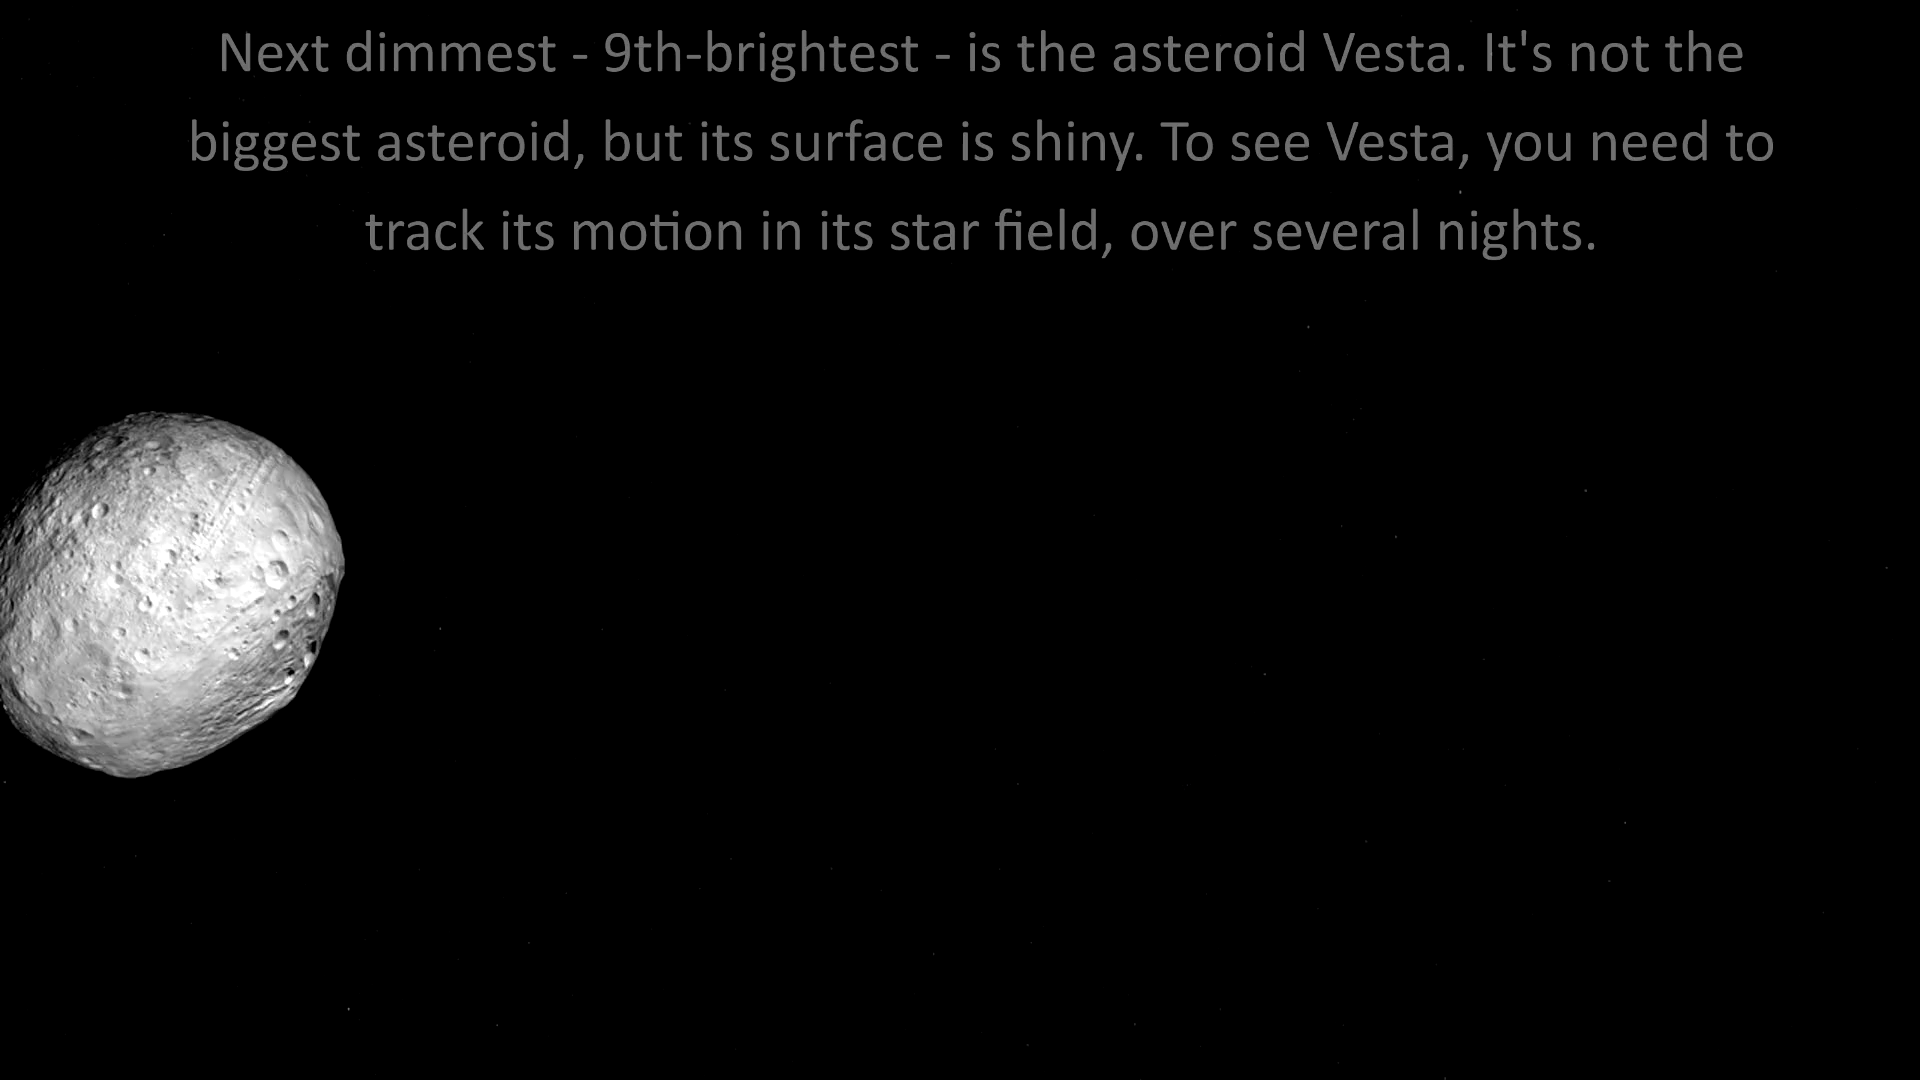 Next dimmest - 9th-brightest - is the asteroid Vesta. It's not the
biggest asteroid, but its surface is shiny. To see Vesta, you need to
track its motion in its star field, over several nights.